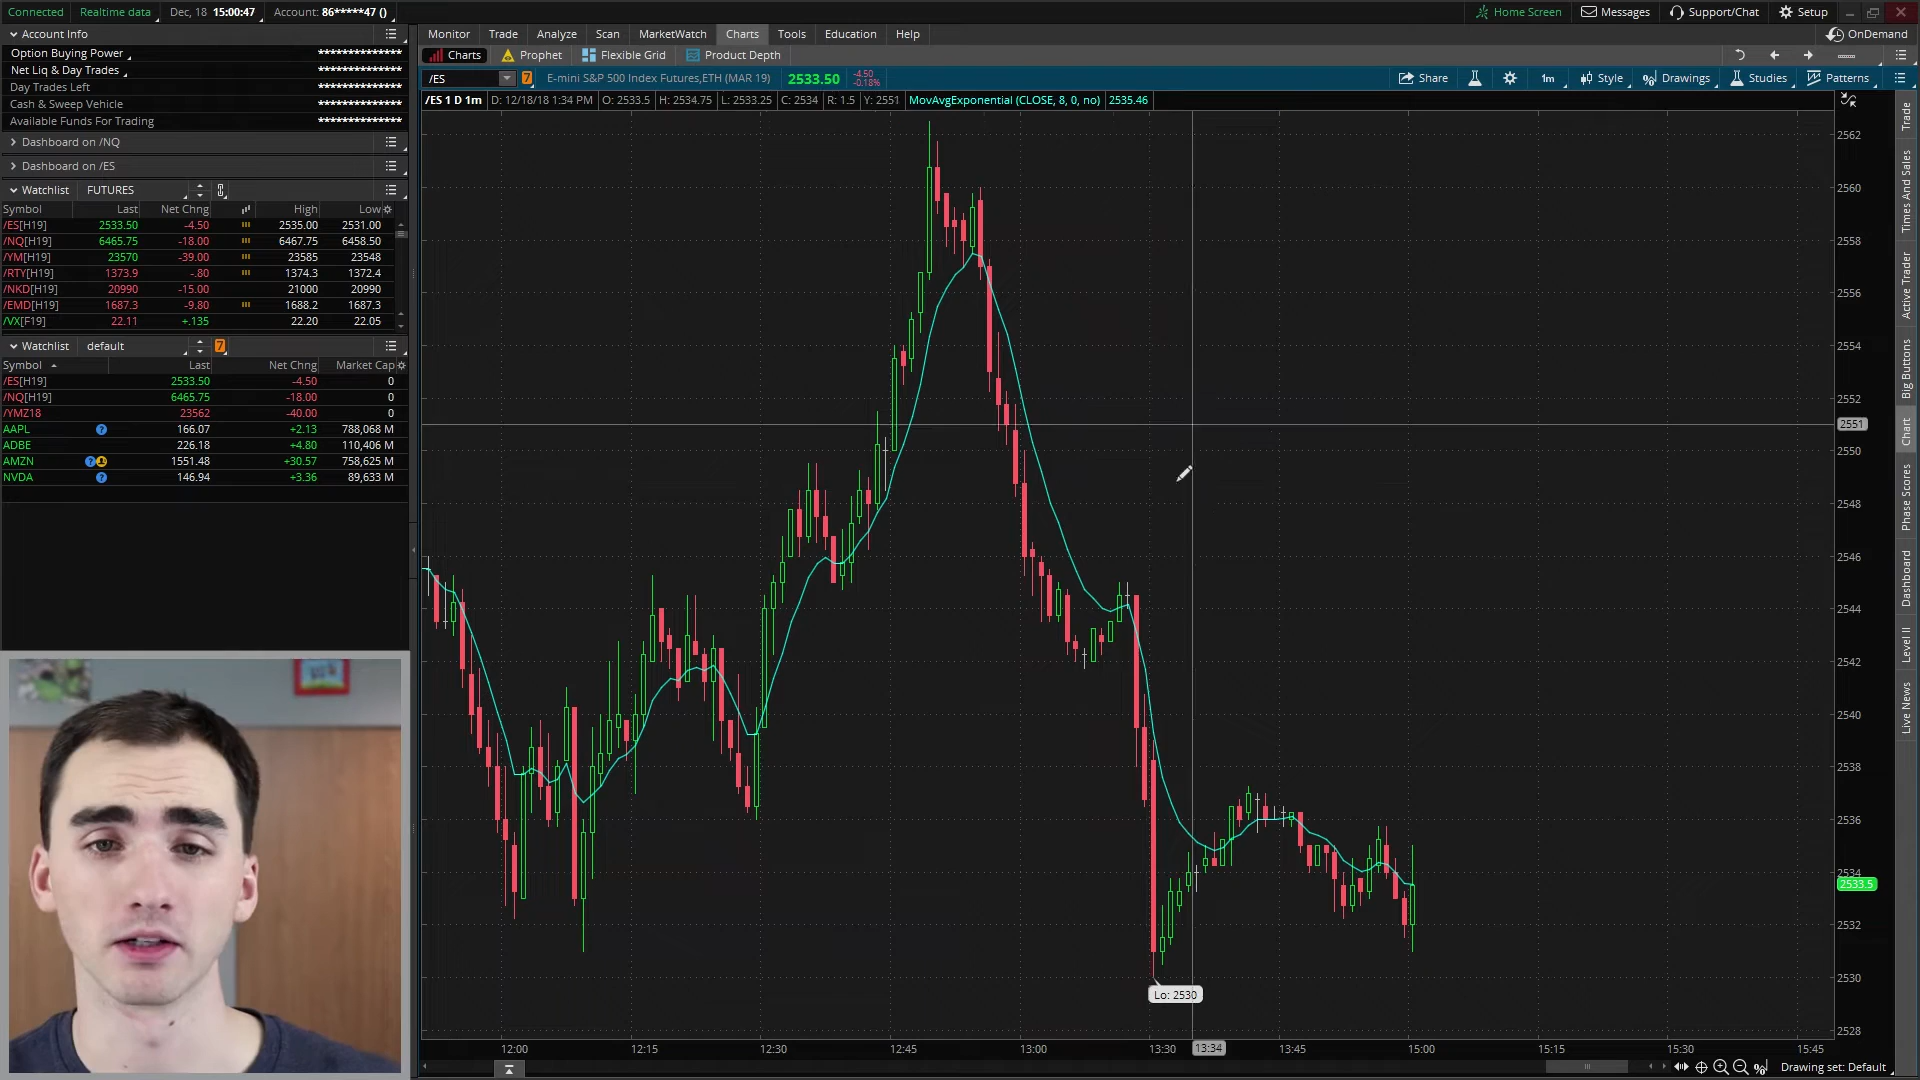 Connected Realtime data Dec, 18 15:00:47 Account: 86*****47 () Home Screen Messages Support/Chat Setup
Account Info
Option Buying Power **************
Net Liq & Day Trades **************
Days Trades Left **************
Cash & Sweep Vehicle **************
Available Funds For Trading **************
Dashboard on /NQ
Dashboard on /ES
Watchlist FUTURES
Symbol Last Net Chng High Low
/ES[H19] 2533.50 -4.50 2535.00 2531.00
/NQ[H19] 6465.75 -18.00 6467.75 6458.50
/YM[H19] 23570 -39.00 23585 23548
/RTY[H19] 1373.9 -.80 1374.3 1372.4
/NKD[H19] 20990 -15.00 21000 20990
/EMD[H19] 1687.3 -9.80 1688.2 1687.3
/VX[F19] 22.11 +.135 22.20 22.05
Watchlist default 7
Symbol Last Net Chng Market Cap
/ES[H19] 2533.50 -4.50 0
/NQ[H19] 6465.75 -18.00 0
/YMZ18 23562 -40.00 0
AAPL 166.07 +2.13 788,068 M
ADBE 226.18 +4.80 110,406 M
AMZN 1551.48 +30.57 758,625 M
NVDA 146.94 +3.36 89,633 M
Monitor Trade Analyze Scan MarketWatch Charts Tools Education Help OnDemand
Charts Prophet Flexible Grid Product Depth
/ES 7 E-mini S&P 500 Index Futures,ETH (MAR 19) 2533.50 -4.50 -0.18% Share 1m Style Drawings Studies Patterns
/ES 1 D 1m D: 12/18/18 1:34 PM O: 2533.5 H: 2534.75 L: 2533.25 C: 2534 R: 1.5 Y: 2551 MovAvgExponential (CLOSE, 8, 0, no) 2535.46
2562
2560
2558
2556
2554
2552
2551
2550
2548
2546
2544
2542
2540
2538
2536
2534
2533.5
2532
2530
2528
Lo: 2530
12:00 12:15 12:30 12:45 13:00 13:30 13:34 13:45 15:00 15:15 15:30 15:45
Drawing set: Default
Trade
Times And Sales
Active Trader
Big Buttons
Chart
Phase Scores
Dashboard
Level II
Live News